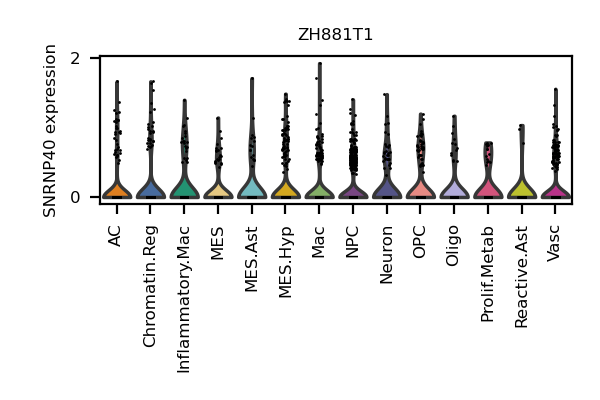 ZH881T1
SNRNP40 expression
2
0
AC
Chromatin.Reg
Inflammatory.Mac
MES
MES.Ast
MES.Hyp
Mac
NPC
Neuron
OPC
Oligo
Prolif.Metab
Reactive.Ast
Vasc